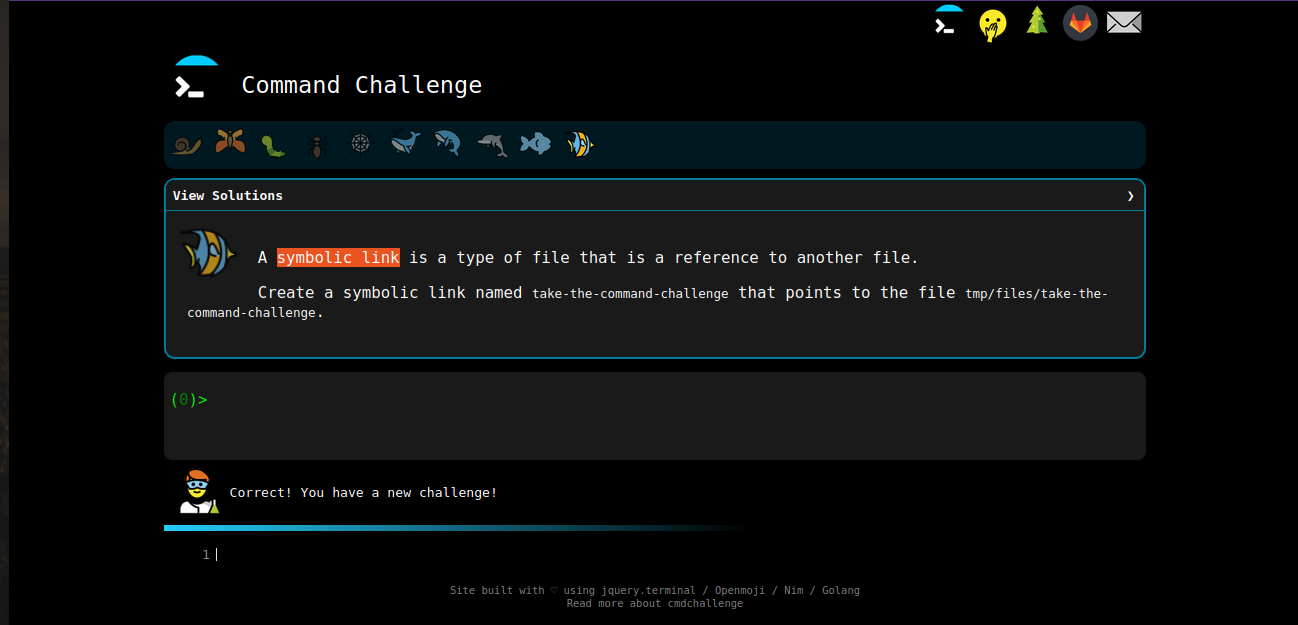 Command Challenge
View Solutions ❯
A symbolic link is a type of file that is a reference to another file.
Create a symbolic link named take-the-command-challenge that points to the file tmp/files/take-the-
command-challenge.
(0)>
Correct! You have a new challenge!
1
Site built with ♡ using jquery.terminal / Openmoji / Nim / Golang
Read more about cmdchallenge